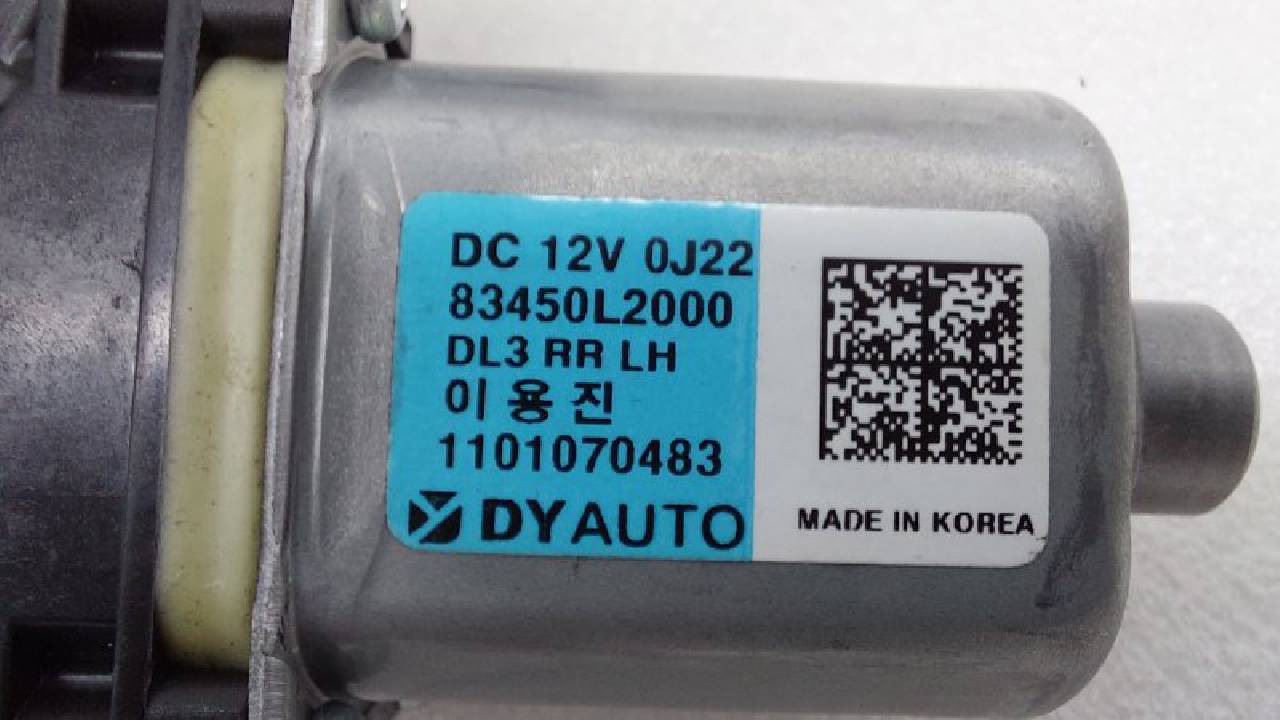 DC 12V 0J22
83450L2000
DL3 RR LH
이용진
1101070483
DYAUTO
MADE IN KOREA